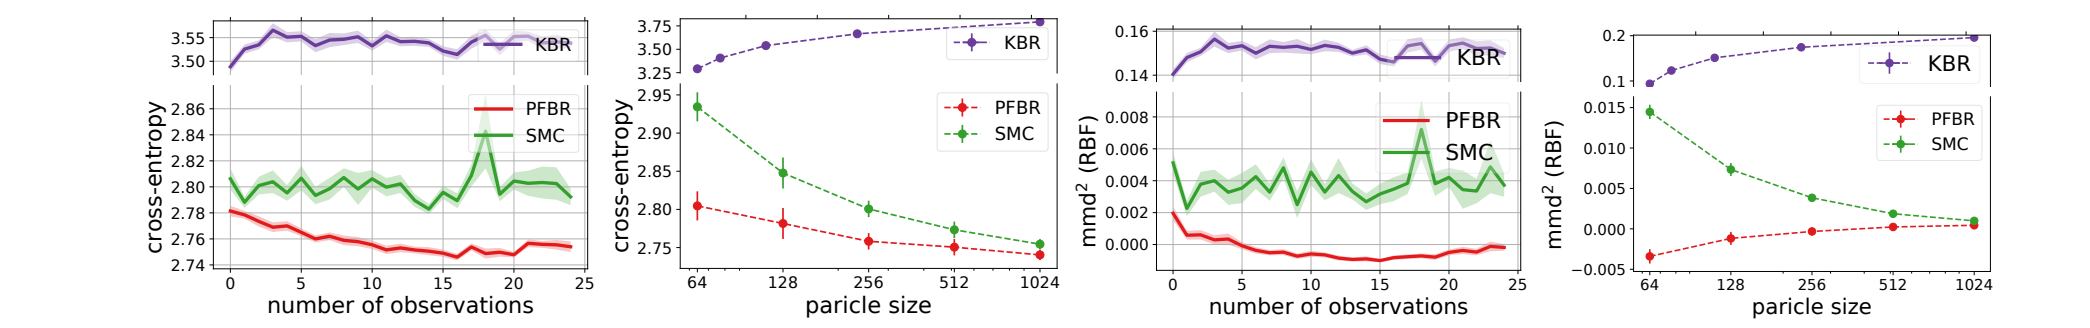 cross-entropy
3.55
3.50
KBR
2.86
2.84
2.82
2.80
2.78
2.76
2.74
PFBR
SMC
0 5 10 15 20 25
number of observations
cross-entropy
3.75
3.50
3.25
KBR
2.95
2.90
2.85
2.80
2.75
PFBR
SMC
64 128 256 512 1024
paricle size
mmd² (RBF)
0.16
0.14
KBR
0.008
0.006
0.004
0.002
0.000
PFBR
SMC
0 5 10 15 20 25
number of observations
mmd² (RBF)
0.2
0.1
KBR
0.015
0.010
0.005
0.000
−0.005
PFBR
SMC
64 128 256 512 1024
paricle size